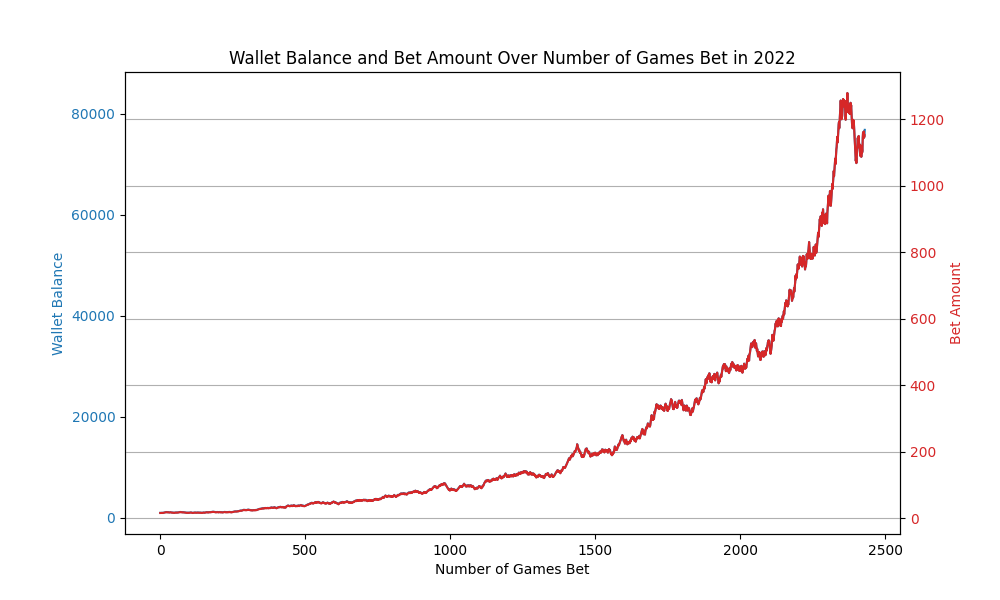 Wallet Balance and Bet Amount Over Number of Games Bet in 2022
Wallet Balance
80000
60000
40000
20000
0
1200
1000
800
600
400
200
0
Bet Amount
0 500 1000 1500 2000 2500
Number of Games Bet